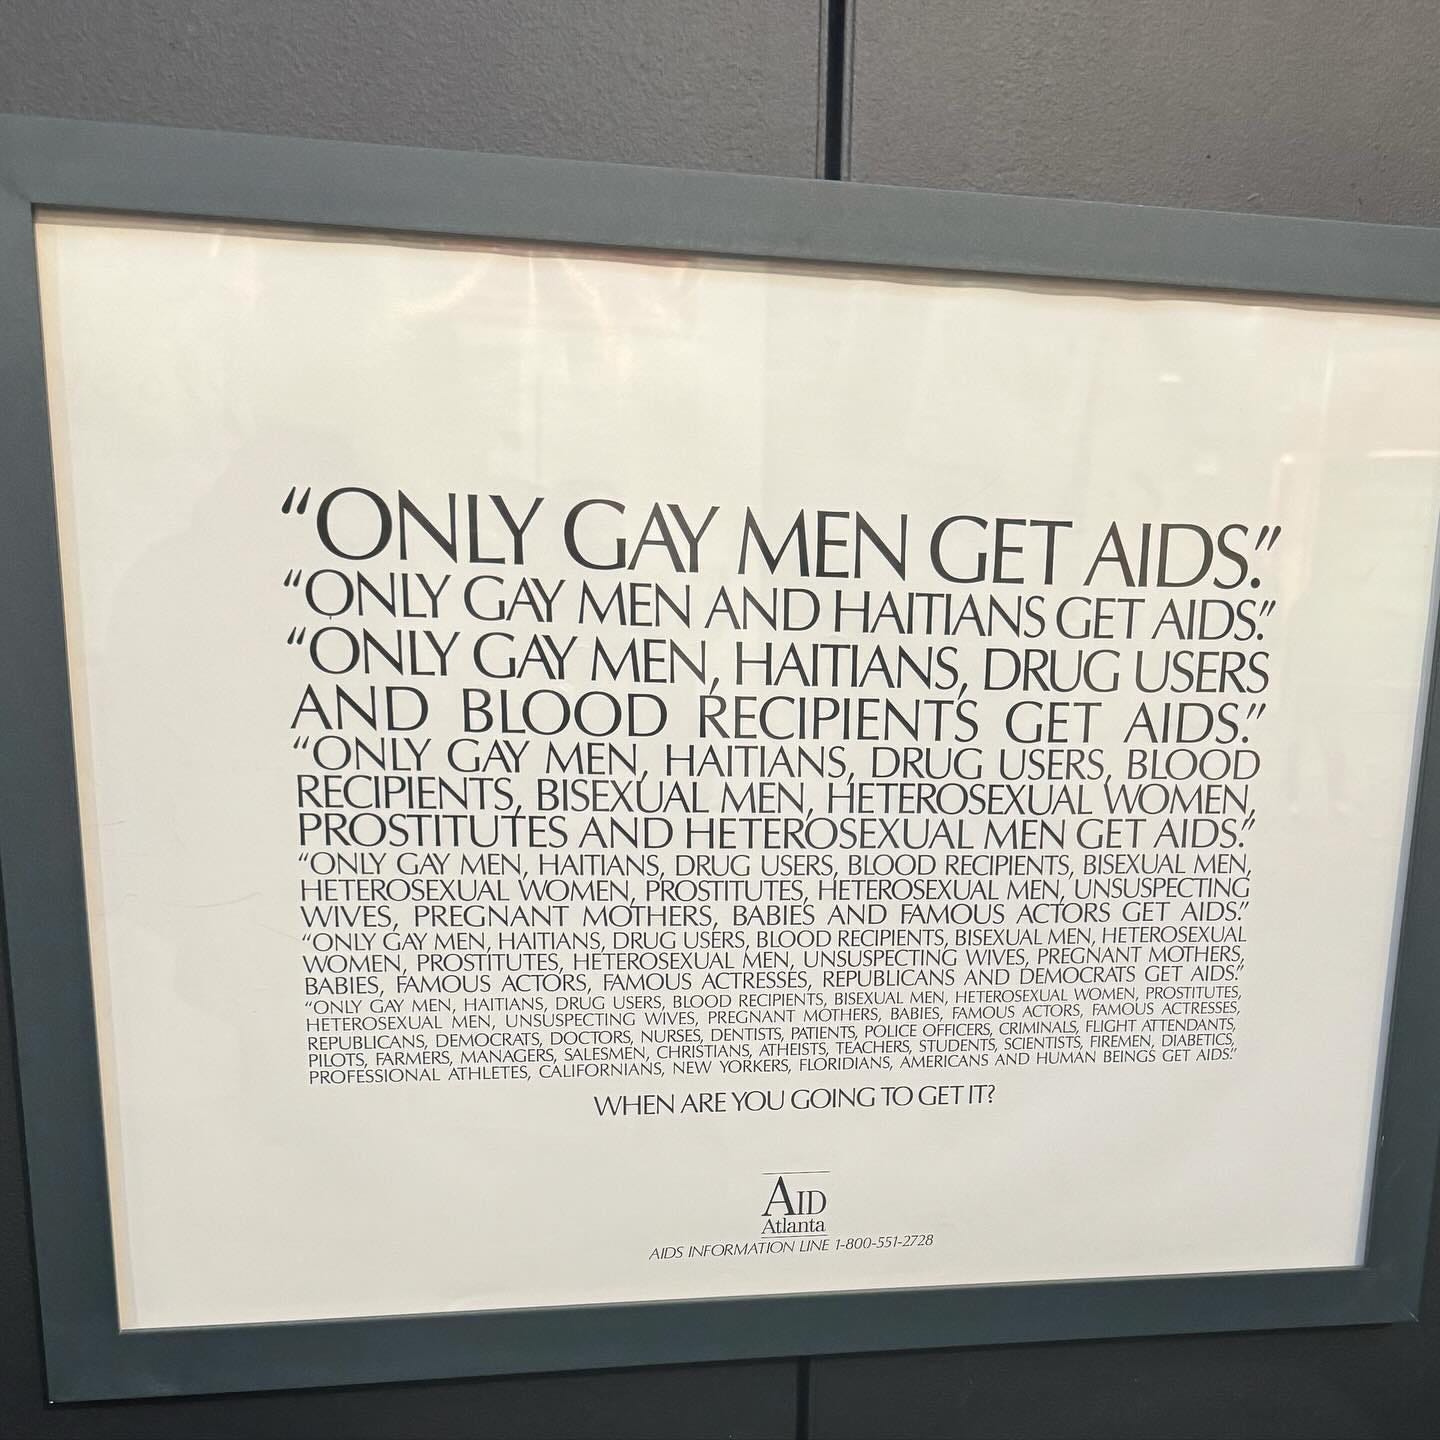 “ONLY GAY MEN GET AIDS.”
“ONLY GAY MEN AND HAITIANS GET AIDS.”
“ONLY GAY MEN, HAITIANS, DRUG USERS
AND BLOOD RECIPIENTS GET AIDS.”
“ONLY GAY MEN, HAITIANS, DRUG USERS, BLOOD
RECIPIENTS, BISEXUAL MEN, HETEROSEXUAL WOMEN,
PROSTITUTES AND HETEROSEXUAL MEN GET AIDS.”
“ONLY GAY MEN, HAITIANS, DRUG USERS, BLOOD RECIPIENTS, BISEXUAL MEN,
HETEROSEXUAL WOMEN, PROSTITUTES, HETEROSEXUAL MEN, UNSUSPECTING
WIVES, PREGNANT MOTHERS, BABIES AND FAMOUS ACTORS GET AIDS.”
“ONLY GAY MEN, HAITIANS, DRUG USERS, BLOOD RECIPIENTS, BISEXUAL MEN, HETEROSEXUAL
WOMEN, PROSTITUTES, HETEROSEXUAL MEN, UNSUSPECTING WIVES, PREGNANT MOTHERS,
BABIES, FAMOUS ACTORS, FAMOUS ACTRESSES, REPUBLICANS AND DEMOCRATS GET AIDS.”
“ONLY GAY MEN, HAITIANS, DRUG USERS, BLOOD RECIPIENTS, BISEXUAL MEN, HETEROSEXUAL WOMEN, PROSTITUTES,
HETEROSEXUAL MEN, UNSUSPECTING WIVES, PREGNANT MOTHERS, BABIES, FAMOUS ACTORS, FAMOUS ACTRESSES,
REPUBLICANS, DEMOCRATS, DOCTORS, NURSES, DENTISTS, PATIENTS, POLICE OFFICERS, CRIMINALS, FLIGHT ATTENDANTS,
PILOTS, FARMERS, MANAGERS, SALESMEN, CHRISTIANS, ATHEISTS, TEACHERS, STUDENTS, SCIENTISTS, FIREMEN, DIABETICS,
PROFESSIONAL ATHLETES, CALIFORNIANS, NEW YORKERS, FLORIDIANS, AMERICANS AND HUMAN BEINGS GET AIDS.”
WHEN ARE YOU GOING TO GET IT?
AID
Atlanta
AIDS INFORMATION LINE 1-800-551-2728